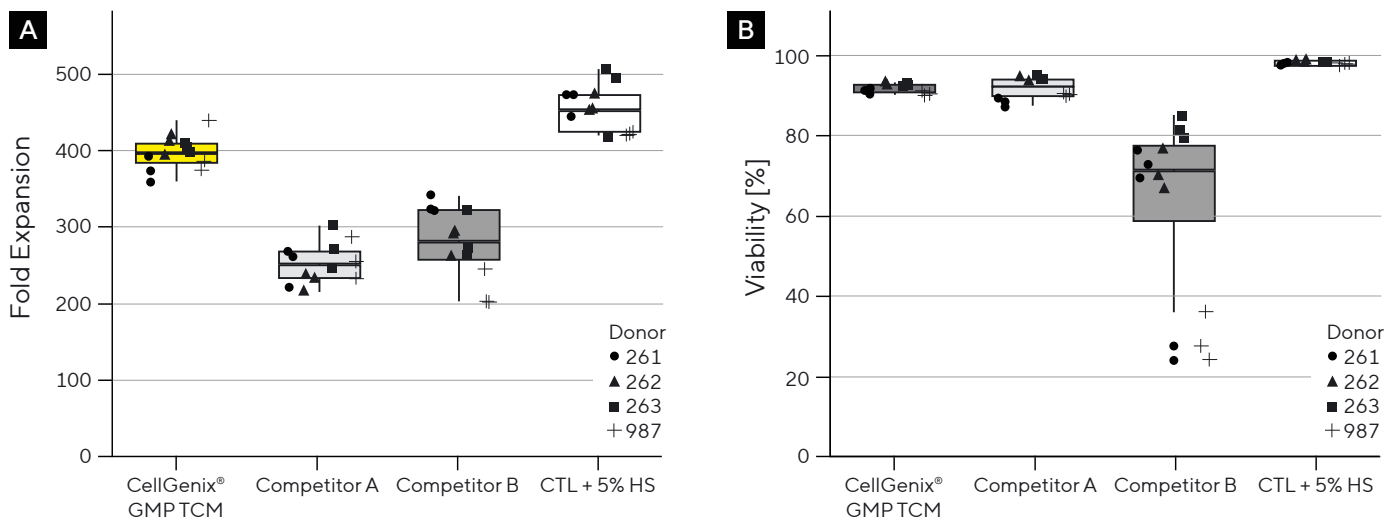 A
Fold Expansion
500
400
300
200
100
0
CellGenix®
GMP TCM
Competitor A
Competitor B
CTL + 5% HS
Donor
261
262
263
987
B
Viability [%]
100
80
60
40
20
0
CellGenix®
GMP TCM
Competitor A
Competitor B
CTL + 5% HS
Donor
261
262
263
987